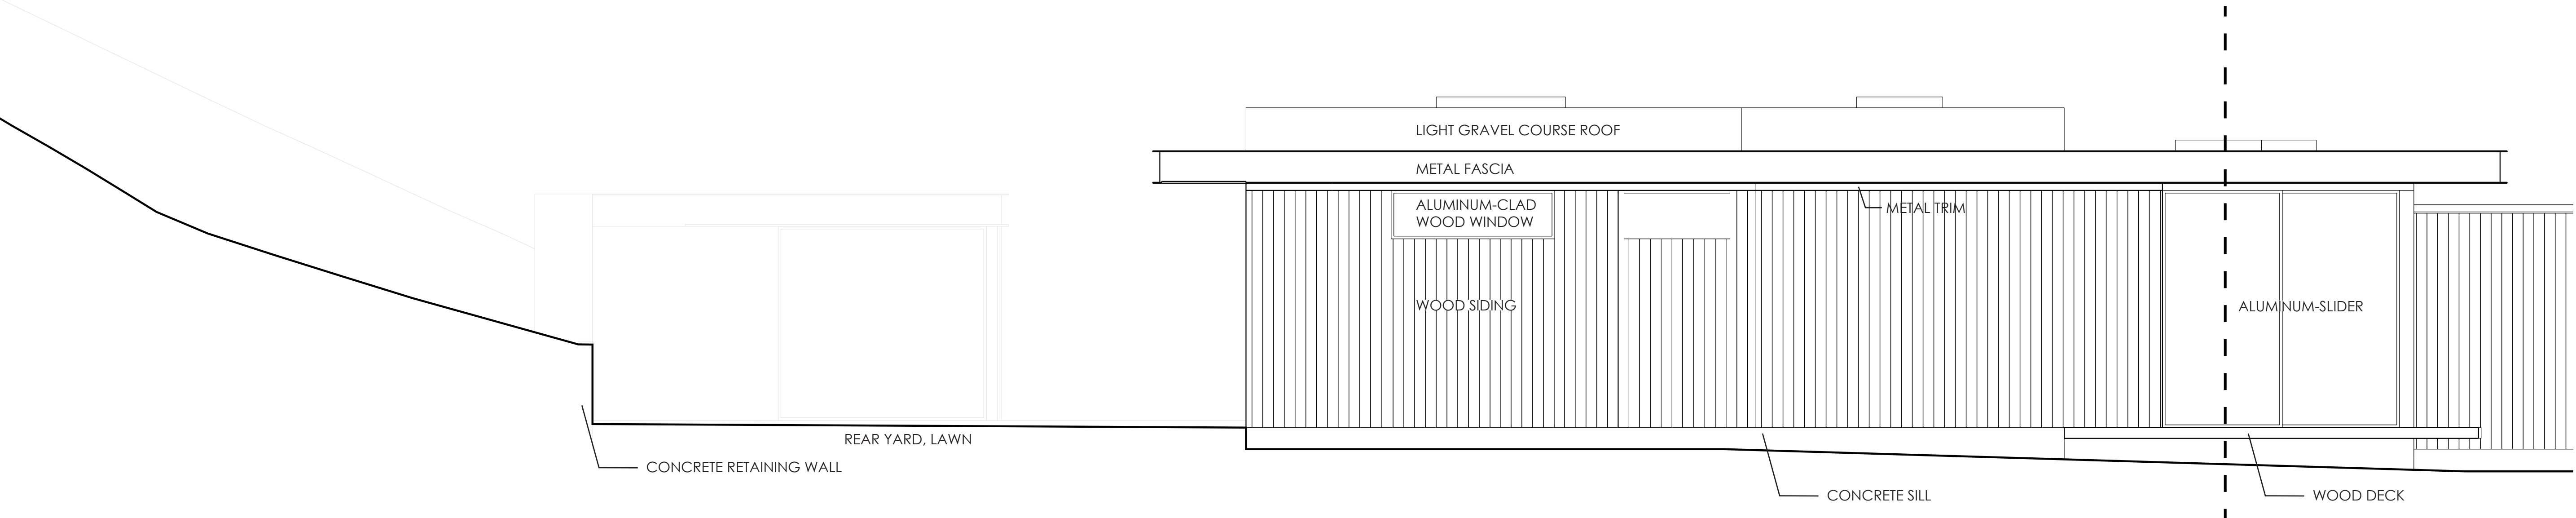 LIGHT GRAVEL COURSE ROOF
METAL FASCIA
ALUMINUM-CLAD
WOOD WINDOW
METAL TRIM
WOOD SIDING
ALUMINUM-SLIDER
REAR YARD, LAWN
CONCRETE RETAINING WALL
CONCRETE SILL
WOOD DECK